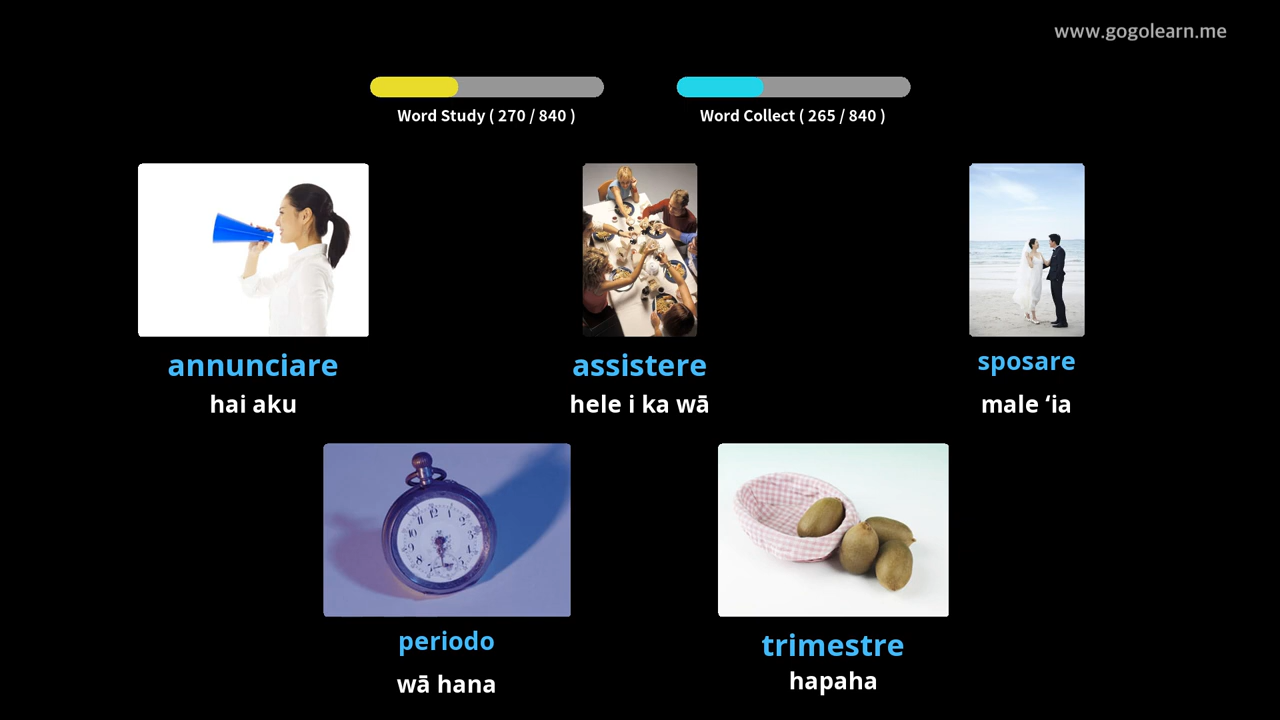 www.gogolearn.me
Word Study ( 270 / 840 )
Word Collect ( 265 / 840 )
annunciare
hai aku
assistere
hele i ka wā
sposare
male ‘ia
periodo
wā hana
trimestre
hapaha